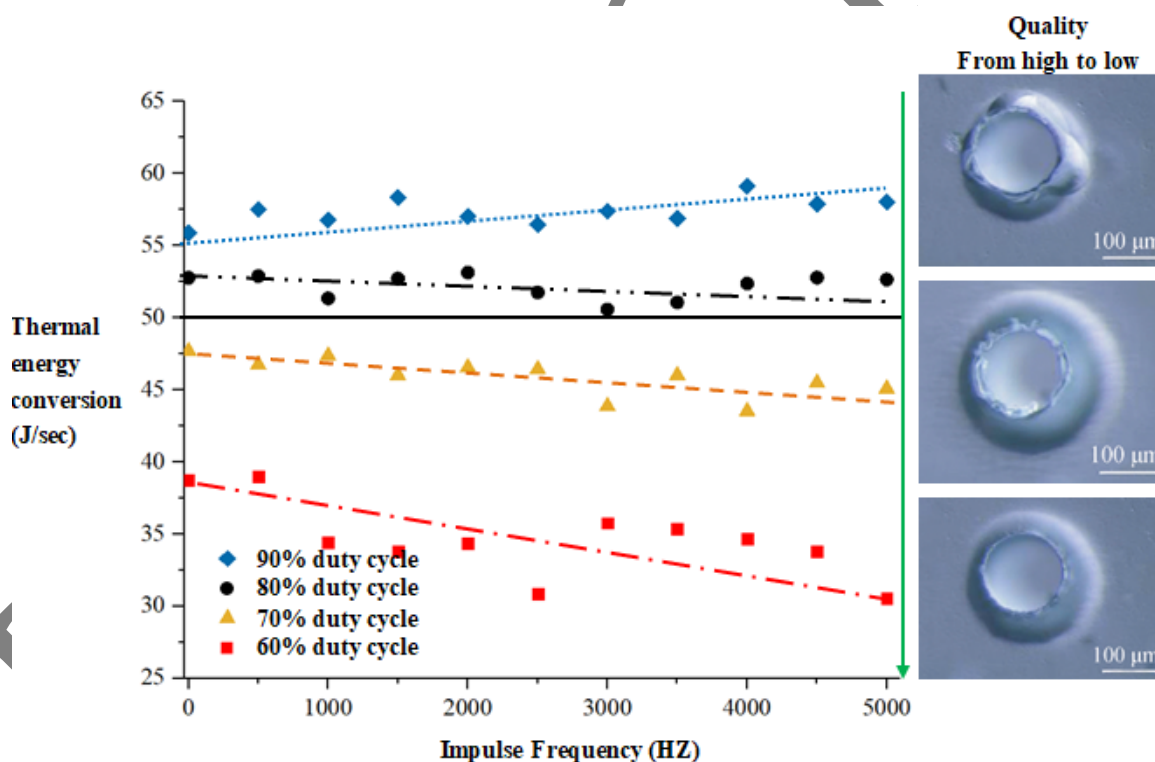 Quality
From high to low
65
60
55
50
45
40
35
30
25
Thermal
energy
conversion
(J/sec)
90% duty cycle
80% duty cycle
70% duty cycle
60% duty cycle
0
1000
2000
3000
4000
5000
Impulse Frequency (HZ)
100 μm
100 μm
100 μm